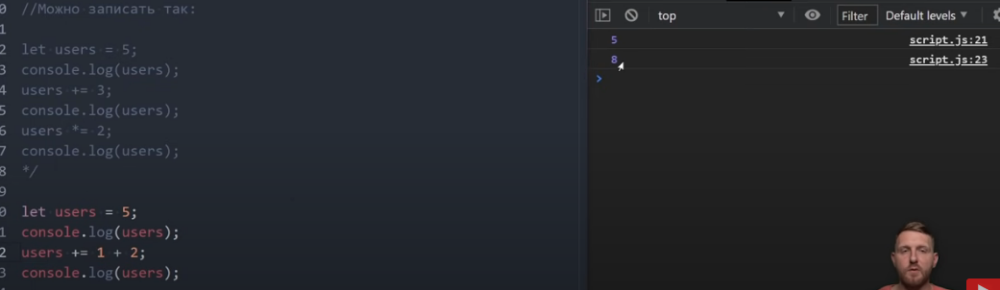 0 //Можно записать так:
1
2 let users = 5;
3 console.log(users);
4 users += 3;
5 console.log(users);
6 users *= 2;
7 console.log(users);
8 */
9
0 let users = 5;
1 console.log(users);
2 users += 1 + 2;
3 console.log(users);
top Filter Default levels ▼
5 script.js:21
8 script.js:23
>